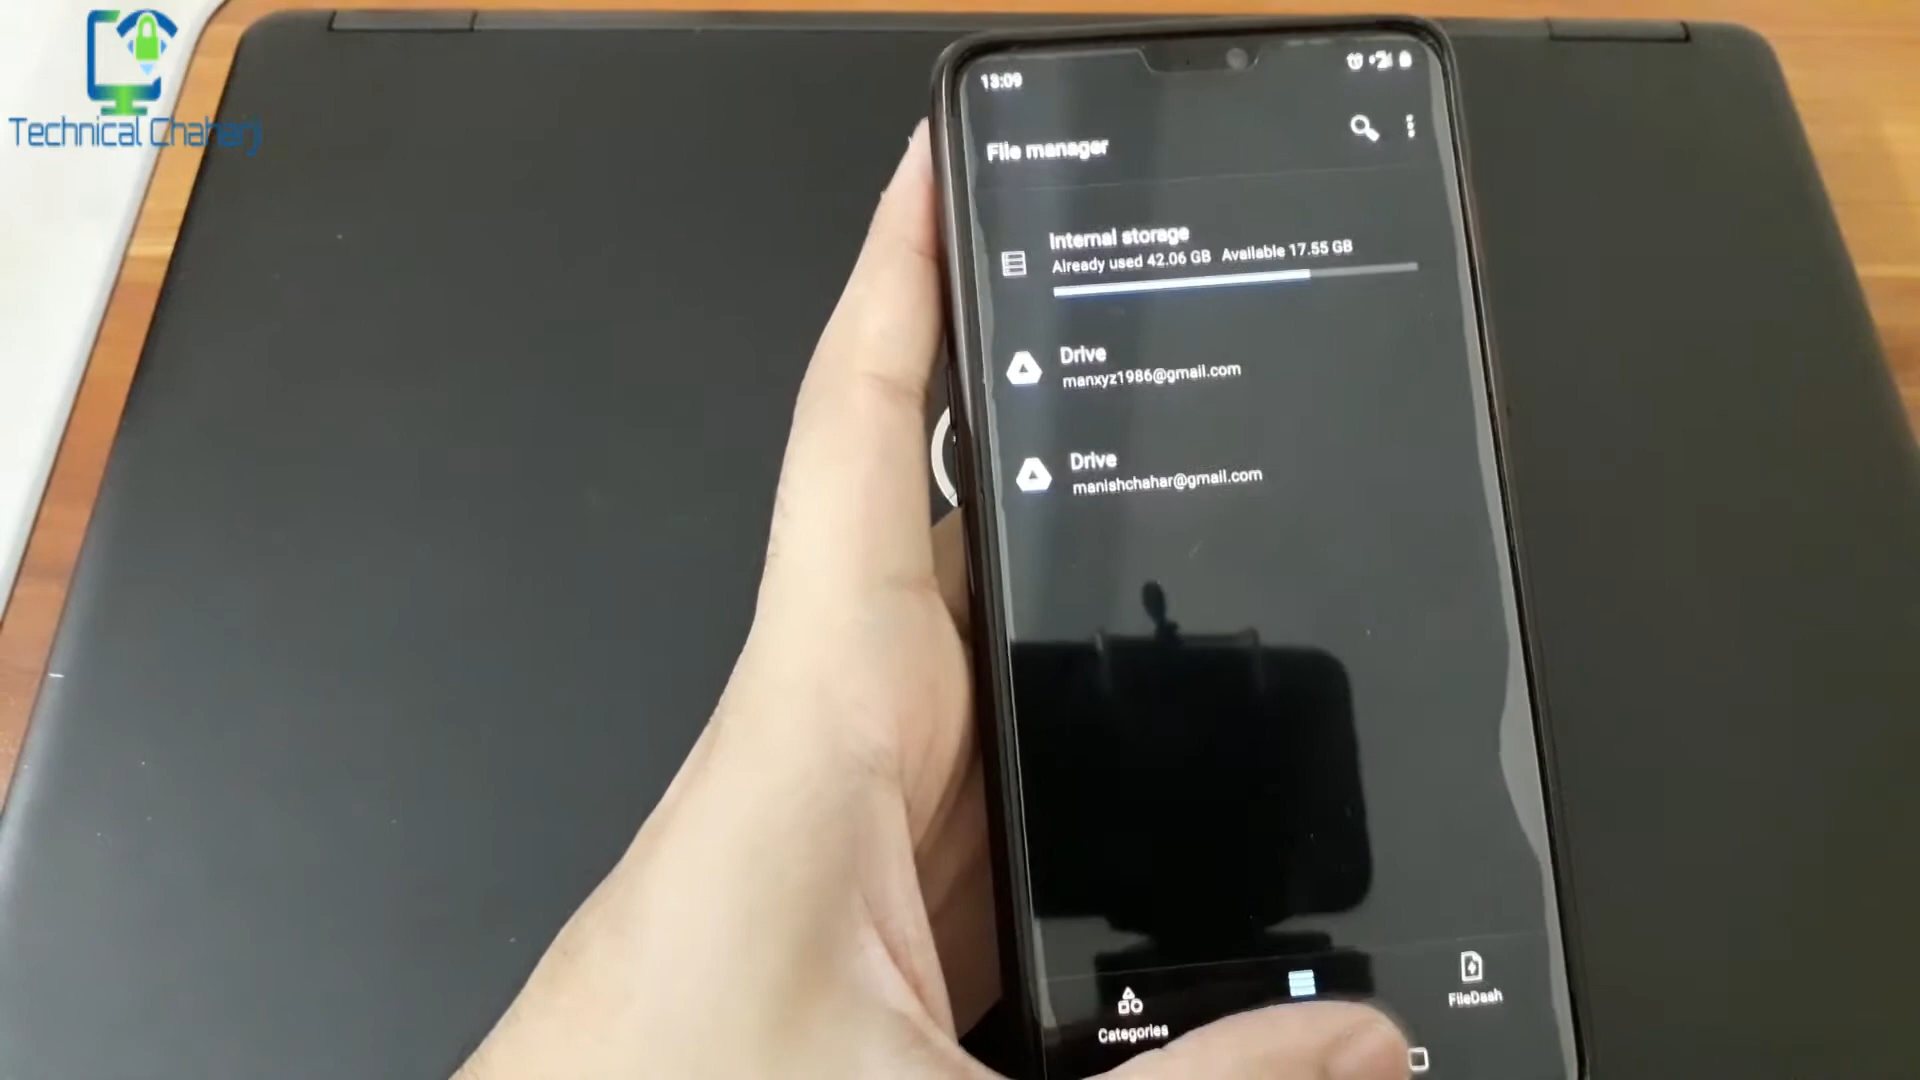 Technical Chaharji
13:09
File manager
Internal storage
Already used 42.06 GB Available 17.55 GB
Drive
manxyz1986@gmail.com
Drive
manishchahar@gmail.com
Categories
FileDash